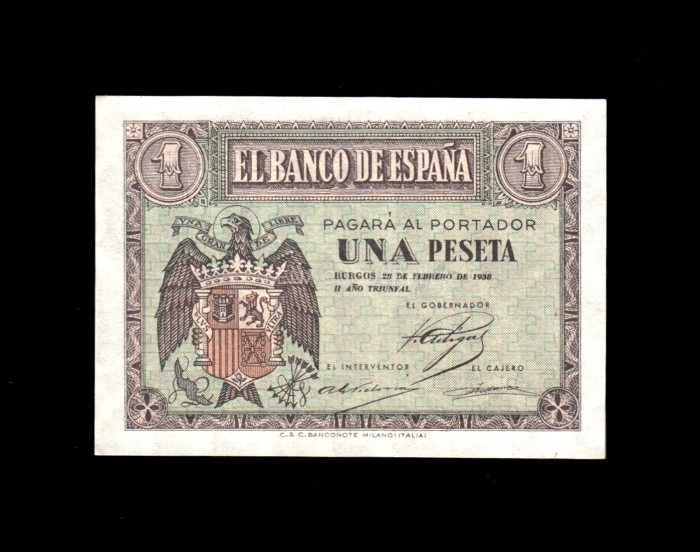 1 EL BANCO DE ESPAÑA 1
UNA GRANDE LIBRE
PAGARÁ AL PORTADOR
UNA PESETA
BURGOS 28 DE FEBRERO DE 1938
II AÑO TRIUNFAL
EL GOBERNADOR
EL INTERVENTOR
EL CAJERO
C. & C. BANCONOTE MILANO (ITALIA)